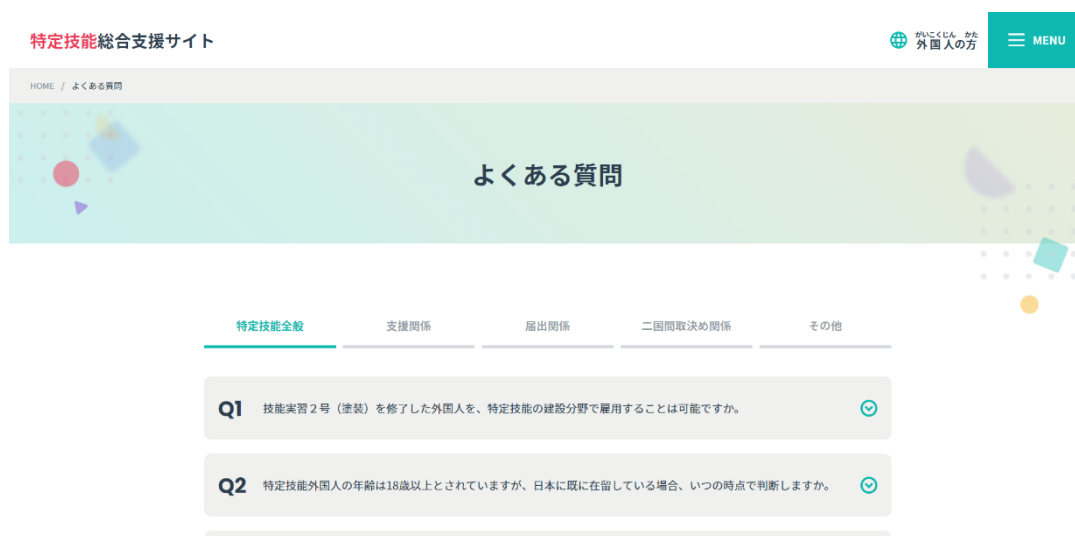 特定技能総合支援サイト
がいこくじん かた
外国人の方
MENU
HOME / よくある質問
よくある質問
特定技能全般 支援関係 届出関係 二国間取決め関係 その他
Q1 技能実習２号（塗装）を修了した外国人を、特定技能の建設分野で雇用することは可能ですか。
Q2 特定技能外国人の年齢は18歳以上とされていますが、日本に既に在留している場合、いつの時点で判断しますか。